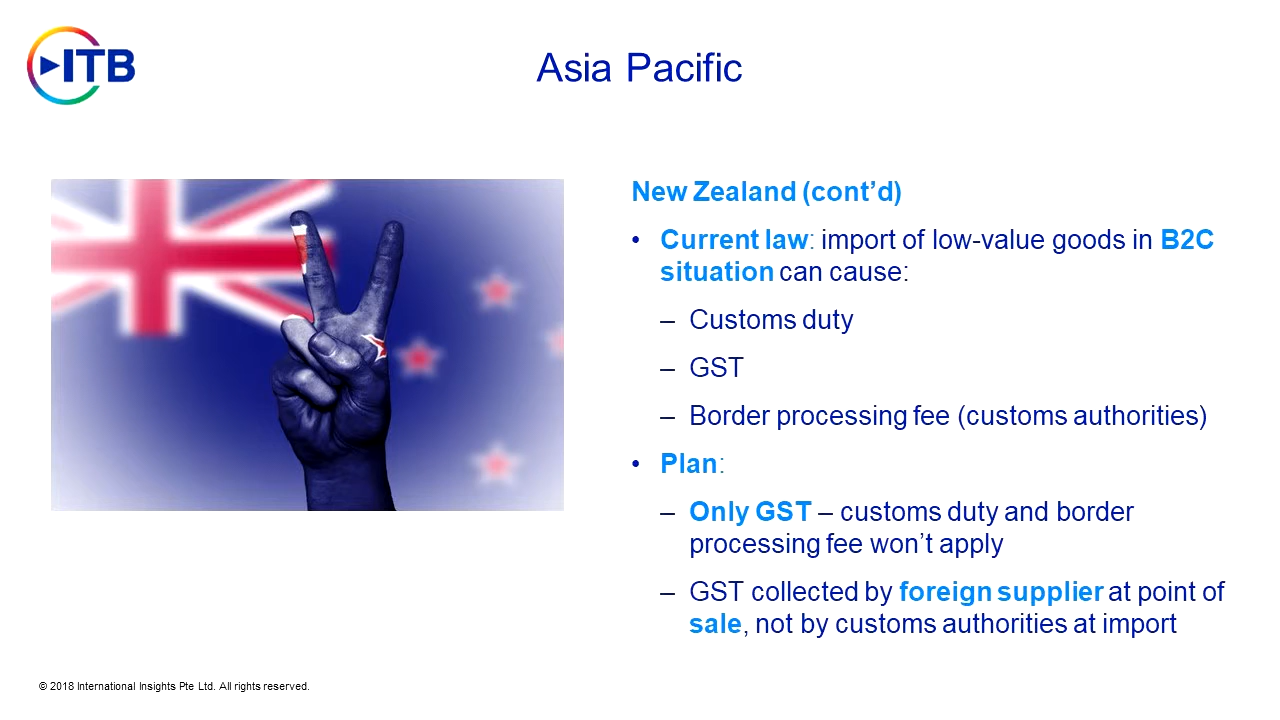 ITB
Asia Pacific
New Zealand (cont’d)
• Current law: import of low-value goods in B2C
situation can cause:
– Customs duty
– GST
– Border processing fee (customs authorities)
• Plan:
– Only GST – customs duty and border
processing fee won’t apply
– GST collected by foreign supplier at point of
sale, not by customs authorities at import
© 2018 International Insights Pte Ltd. All rights reserved.